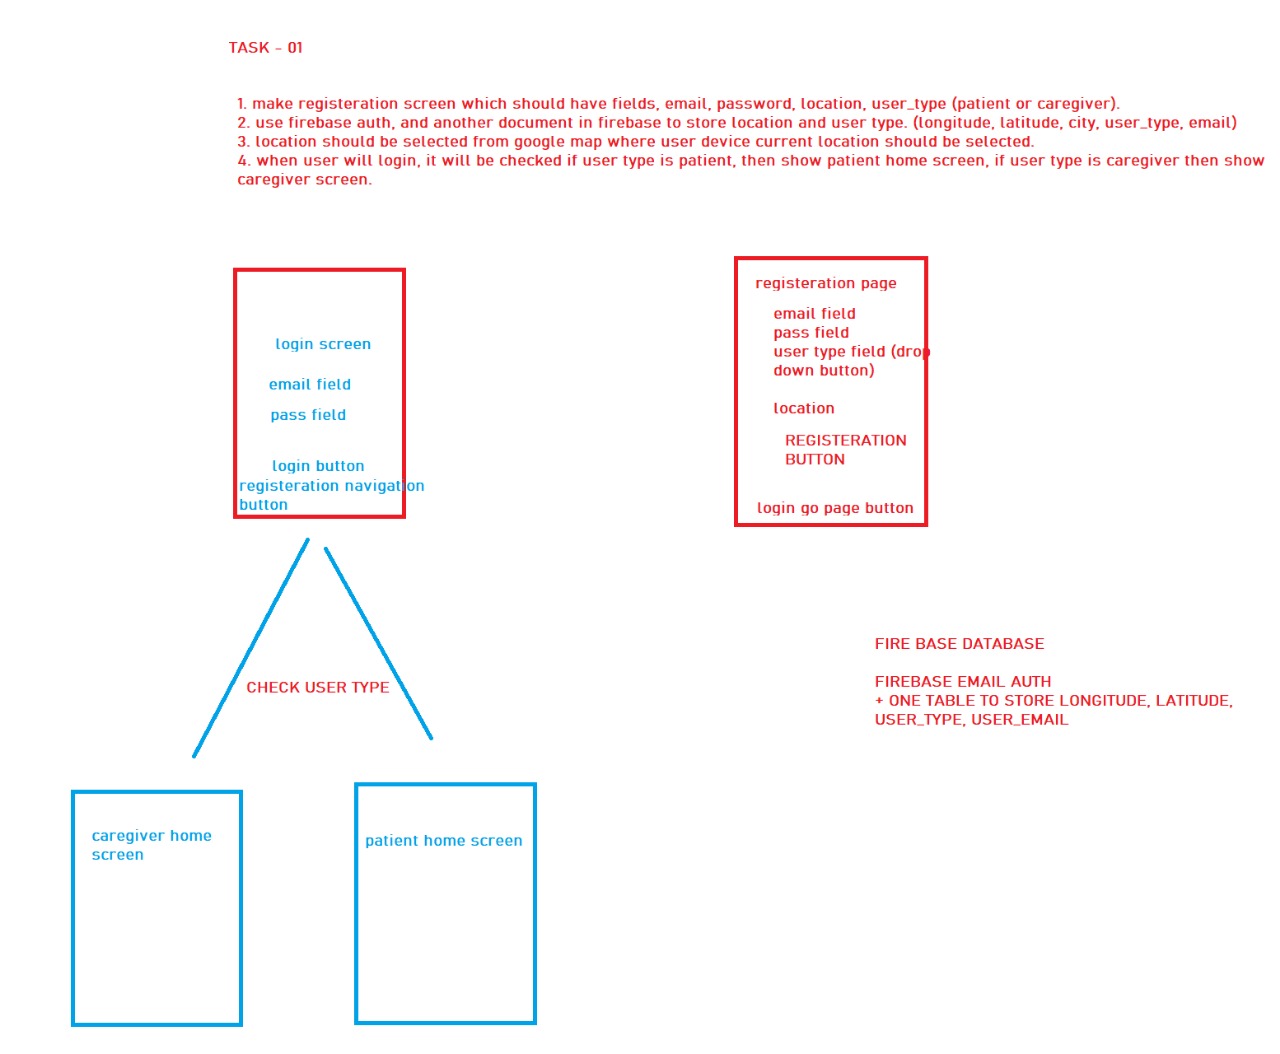 TASK - 01
1. make registeration screen which should have fields, email, password, location, user_type (patient or caregiver).
2. use firebase auth, and another document in firebase to store location and user type. (longitude, latitude, city, user_type, email)
3. location should be selected from google map where user device current location should be selected.
4. when user will login, it will be checked if user type is patient, then show patient home screen, if user type is caregiver then show
caregiver screen.
login screen
email field
pass field
login button
registeration navigation
button
registeration page
email field
pass field
user type field (drop
down button)
location
REGISTERATION
BUTTON
login go page button
CHECK USER TYPE
FIRE BASE DATABASE
FIREBASE EMAIL AUTH
+ ONE TABLE TO STORE LONGITUDE, LATITUDE,
USER_TYPE, USER_EMAIL
caregiver home
screen
patient home screen